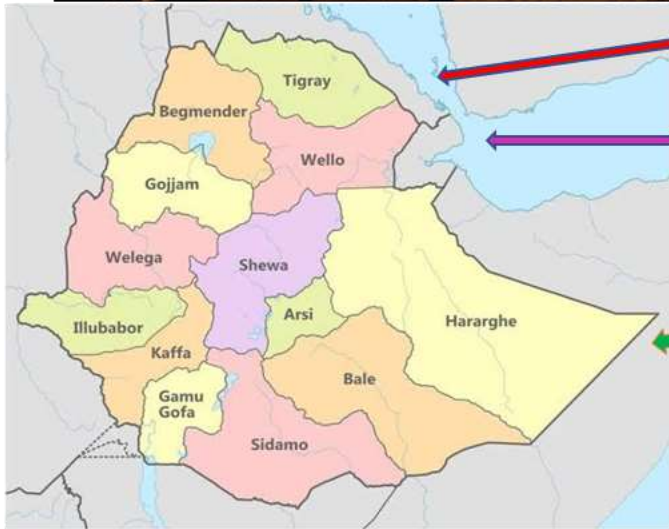 Tigray
Begmender
Wello
Gojjam
Welega
Shewa
Illubabor
Arsi
Hararghe
Kaffa
Bale
Gamu
Gofa
Sidamo